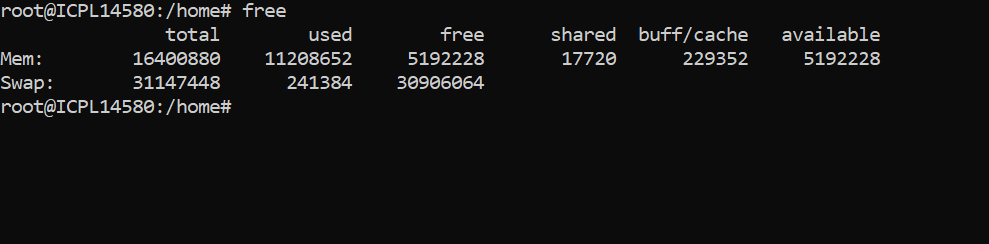 root@ICPL14580:/home# free
              total        used        free      shared  buff/cache   available
Mem:       16400880    11208652     5192228       17720      229352     5192228
Swap:      31147448      241384    30906064
root@ICPL14580:/home#